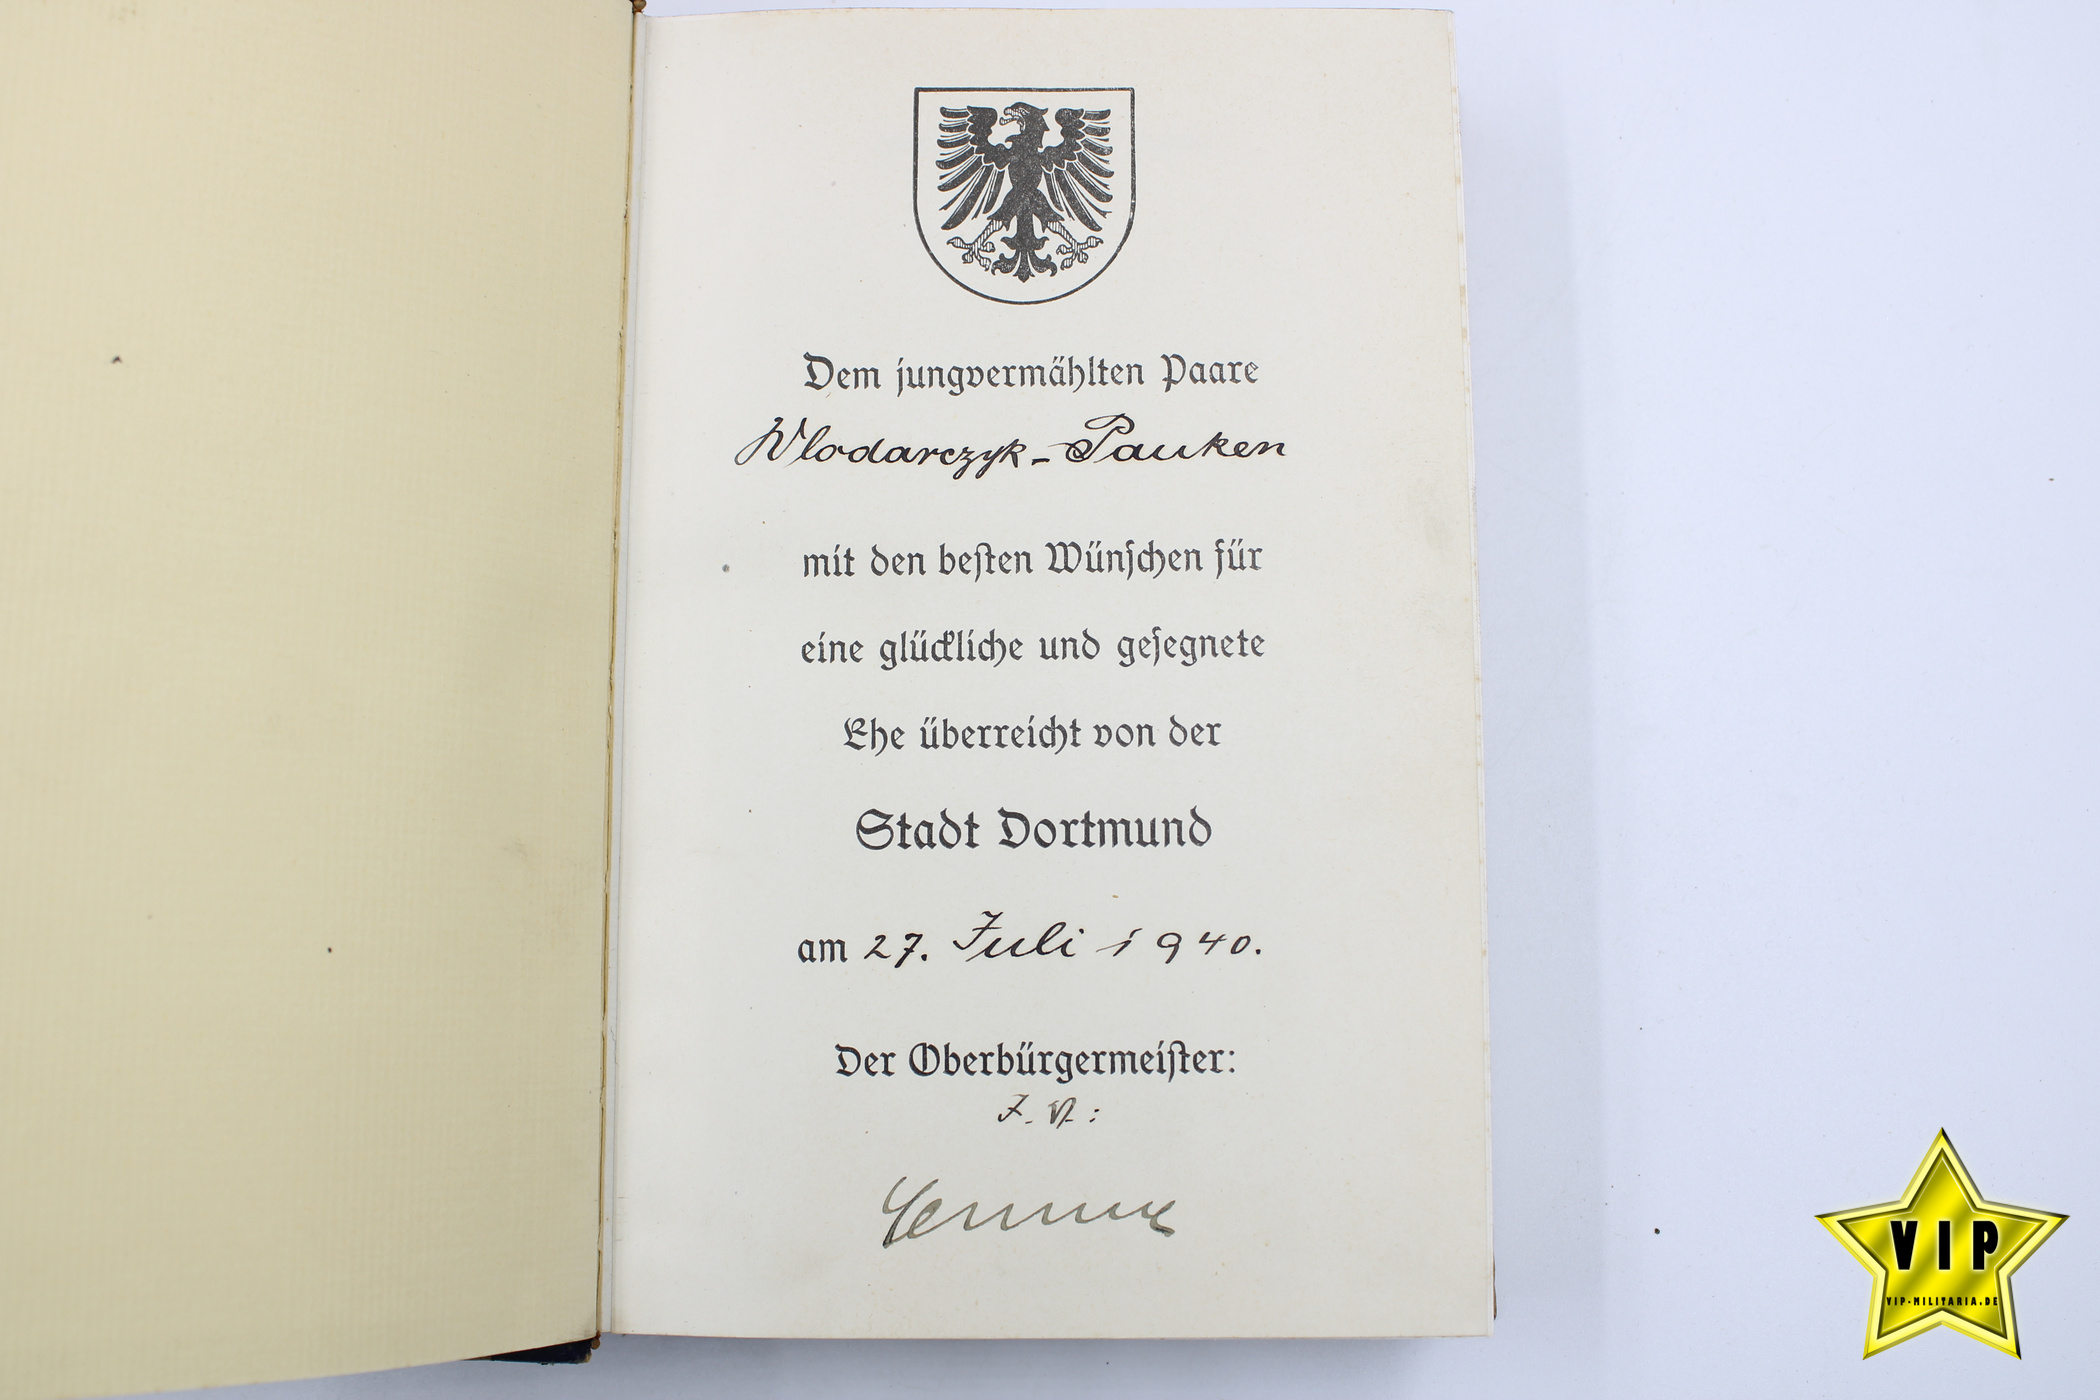 Dem jungvermählten Paare
Wlodarczyk - Pauken
mit den besten Wünschen für
eine glückliche und gesegnete
Ehe überreicht von der
Stadt Dortmund
am 27. Juli 1940.
Der Oberbürgermeister:
J. V.:
VIP
VIP-MILITARIA.DE